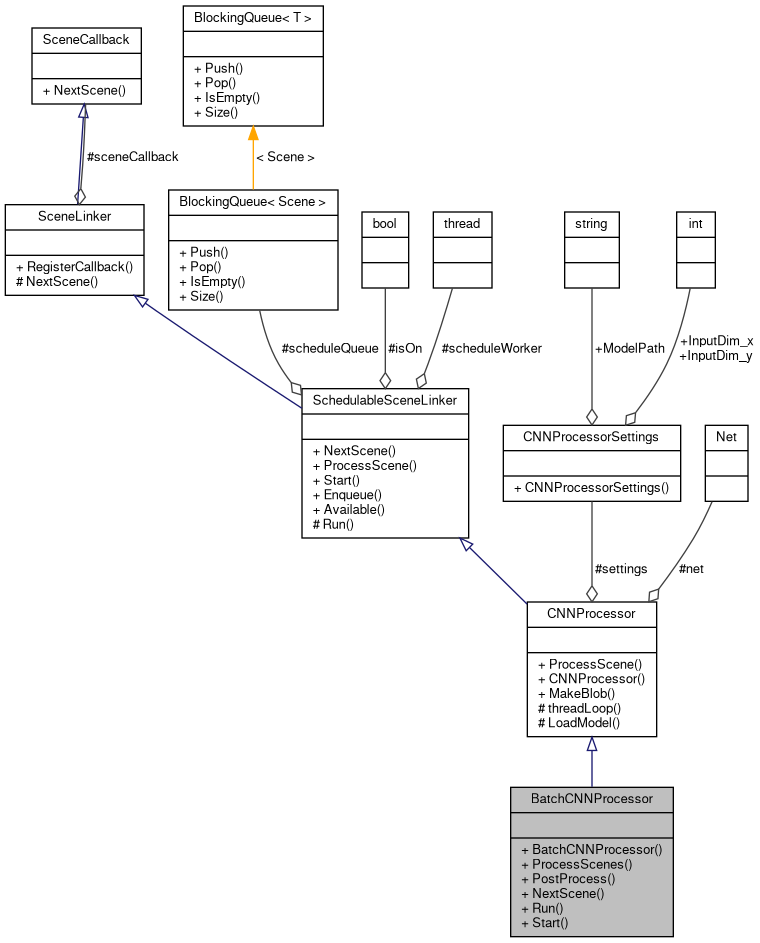 BlockingQueue< T >
+ Push()
+ Pop()
+ IsEmpty()
+ Size()
SceneCallback
+ NextScene()
#sceneCallback
< Scene >
SceneLinker
+ RegisterCallback()
# NextScene()
BlockingQueue< Scene >
+ Push()
+ Pop()
+ IsEmpty()
+ Size()
bool
thread
string
int
#scheduleQueue
#isOn
#scheduleWorker
+ModelPath
+InputDim_x
+InputDim_y
SchedulableSceneLinker
+ NextScene()
+ ProcessScene()
+ Start()
+ Enqueue()
+ Available()
# Run()
CNNProcessorSettings
+ CNNProcessorSettings()
Net
#settings
#net
CNNProcessor
+ ProcessScene()
+ CNNProcessor()
+ MakeBlob()
# threadLoop()
# LoadModel()
BatchCNNProcessor
+ BatchCNNProcessor()
+ ProcessScenes()
+ PostProcess()
+ NextScene()
+ Run()
+ Start()